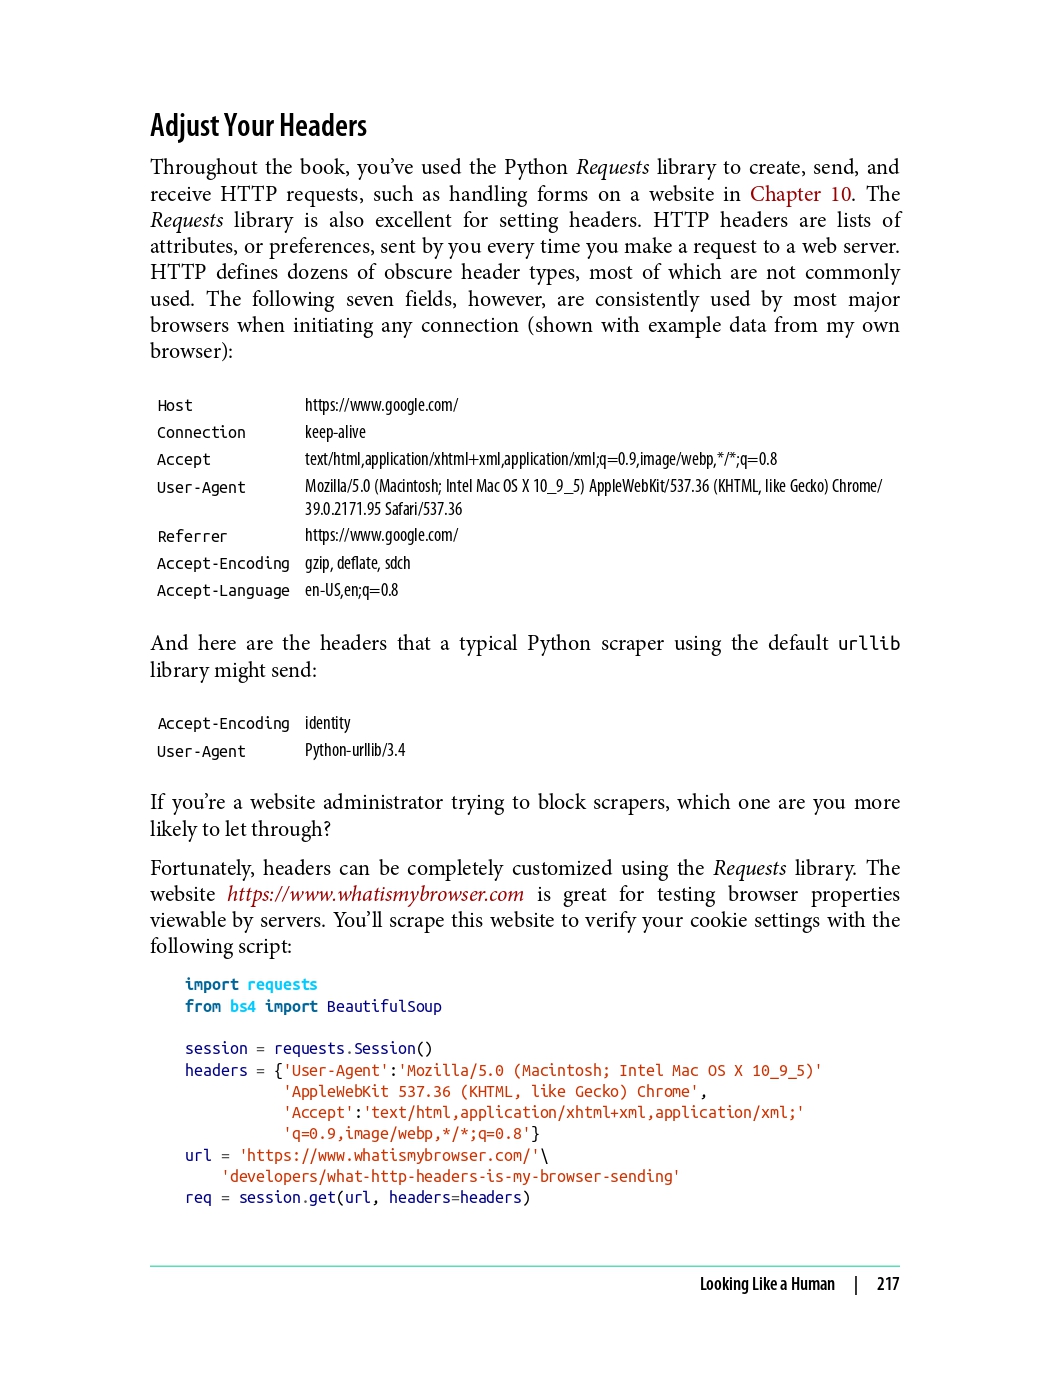 Adjust Your Headers
Throughout the book, you’ve used the Python Requests library to create, send, and
receive HTTP requests, such as handling forms on a website in Chapter 10. The
Requests library is also excellent for setting headers. HTTP headers are lists of
attributes, or preferences, sent by you every time you make a request to a web server.
HTTP defines dozens of obscure header types, most of which are not commonly
used. The following seven fields, however, are consistently used by most major
browsers when initiating any connection (shown with example data from my own
browser):
Host https://www.google.com/
Connection keep-alive
Accept text/html,application/xhtml+xml,application/xml;q=0.9,image/webp,*/*;q=0.8
User-Agent Mozilla/5.0 (Macintosh; Intel Mac OS X 10_9_5) AppleWebKit/537.36 (KHTML, like Gecko) Chrome/
39.0.2171.95 Safari/537.36
Referrer https://www.google.com/
Accept-Encoding gzip, deflate, sdch
Accept-Language en-US,en;q=0.8
And here are the headers that a typical Python scraper using the default urllib
library might send:
Accept-Encoding identity
User-Agent Python-urllib/3.4
If you’re a website administrator trying to block scrapers, which one are you more
likely to let through?
Fortunately, headers can be completely customized using the Requests library. The
website https://www.whatismybrowser.com is great for testing browser properties
viewable by servers. You’ll scrape this website to verify your cookie settings with the
following script:
import requests
from bs4 import BeautifulSoup
session = requests.Session()
headers = {'User-Agent':'Mozilla/5.0 (Macintosh; Intel Mac OS X 10_9_5)'
'AppleWebKit 537.36 (KHTML, like Gecko) Chrome',
'Accept':'text/html,application/xhtml+xml,application/xml;'
'q=0.9,image/webp,*/*;q=0.8'}
url = 'https://www.whatismybrowser.com/'\
'developers/what-http-headers-is-my-browser-sending'
req = session.get(url, headers=headers)
Looking Like a Human | 217